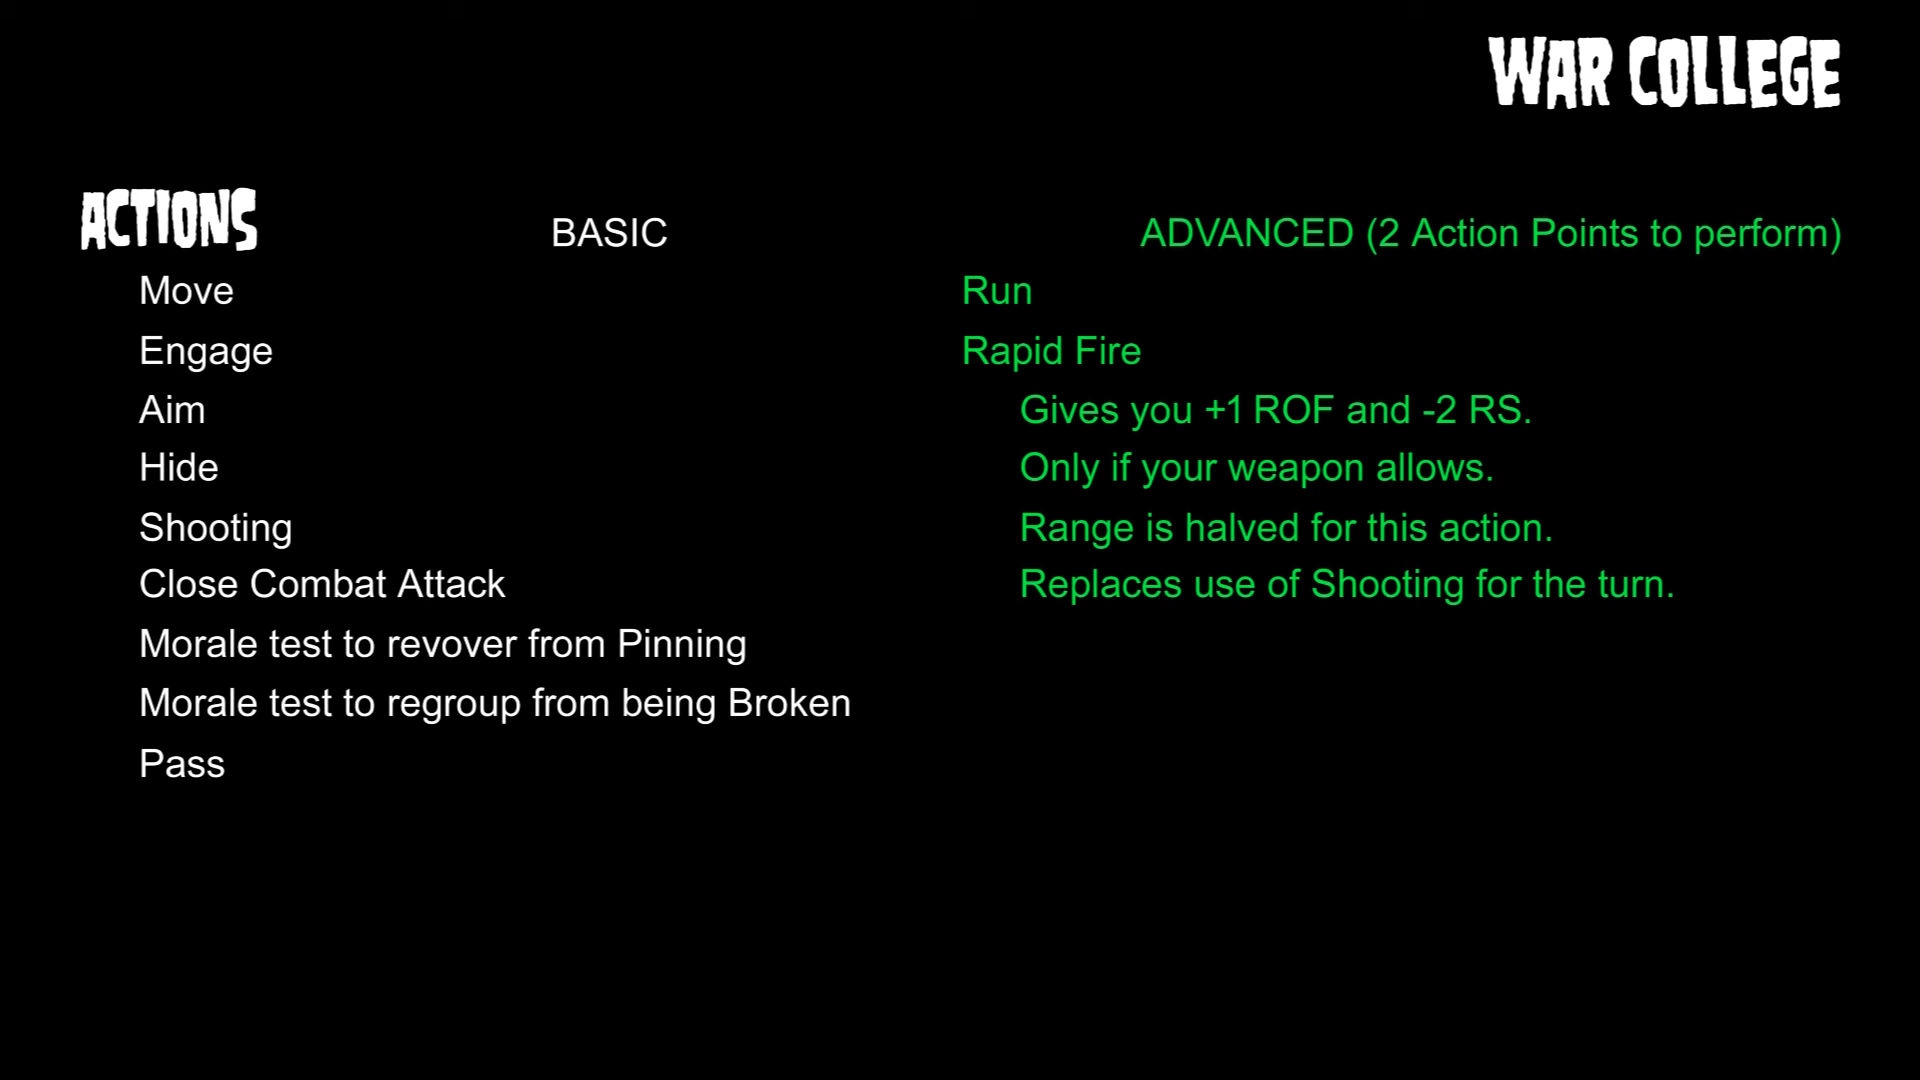 WAR COLLEGE
ACTIONS
BASIC
Move
Engage
Aim
Hide
Shooting
Close Combat Attack
Morale test to revover from Pinning
Morale test to regroup from being Broken
Pass
ADVANCED (2 Action Points to perform)
Run
Rapid Fire
Gives you +1 ROF and -2 RS.
Only if your weapon allows.
Range is halved for this action.
Replaces use of Shooting for the turn.